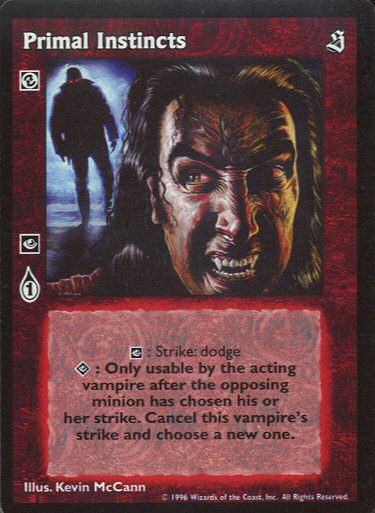 Primal Instincts
1
: Strike: dodge
: Only usable by the acting
vampire after the opposing
minion has chosen his or
her strike. Cancel this vampire's
strike and choose a new one.
Illus. Kevin McCann
© 1996 Wizards of the Coast, Inc. All Rights Reserved.